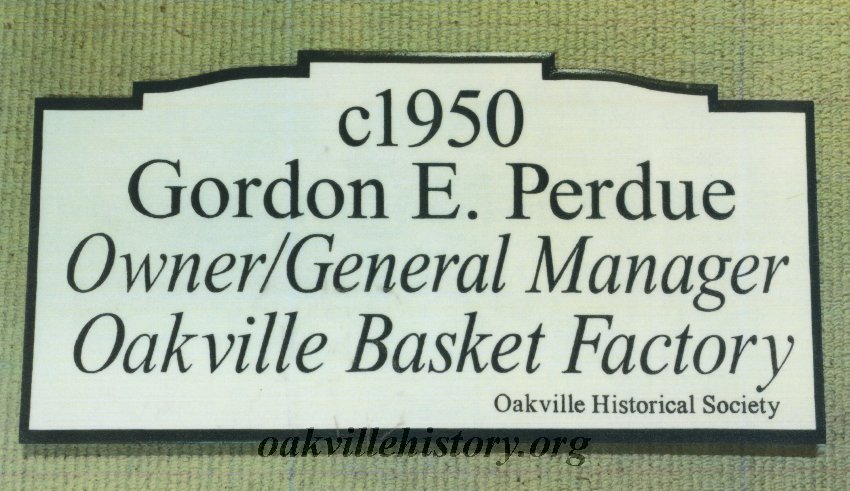 c1950
Gordon E. Perdue
Owner/General Manager
Oakville Basket Factory
Oakville Historical Society
oakvillehistory.org